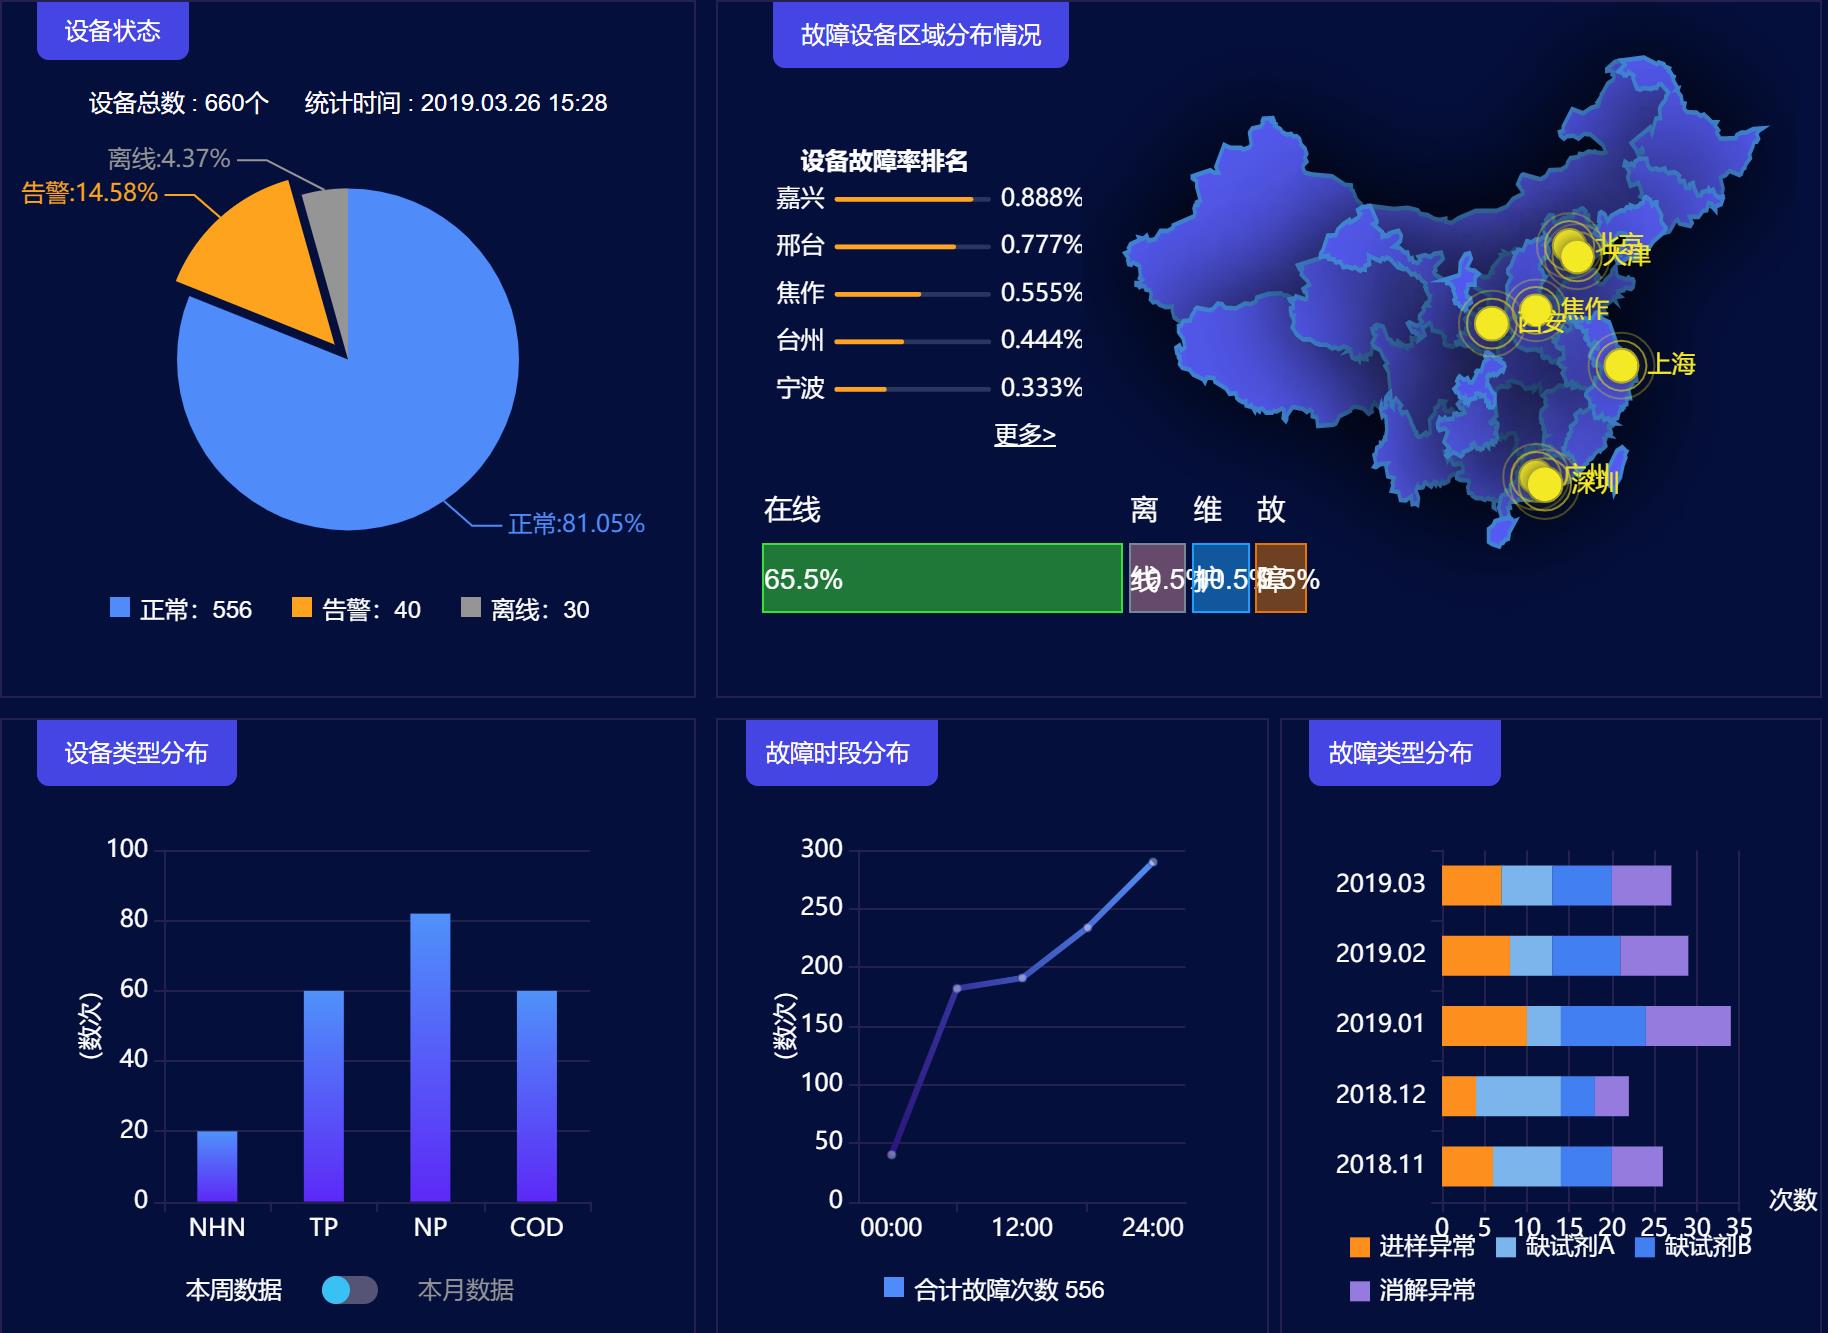 设备状态
设备总数 : 660个 统计时间 : 2019.03.26 15:28
离线:4.37%
告警:14.58%
正常:81.05%
正常：556 告警：40 离线：30
故障设备区域分布情况
设备故障率排名
嘉兴 0.888%
邢台 0.777%
焦作 0.555%
台州 0.444%
宁波 0.333%
更多>
北京
天津
焦作
西安
上海
广州
深圳
在线 离线 维护 故障
65.5% 10.5% 10.5% 9.5%
设备类型分布
(数次)
100
80
60
40
20
0
NHN TP NP COD
本周数据 本月数据
故障时段分布
(数次)
300
250
200
150
100
50
0
00:00 12:00 24:00
合计故障次数 556
故障类型分布
2019.03
2019.02
2019.01
2018.12
2018.11
次数
0 5 10 15 20 25 30 35
进样异常 缺试剂A 缺试剂B
消解异常